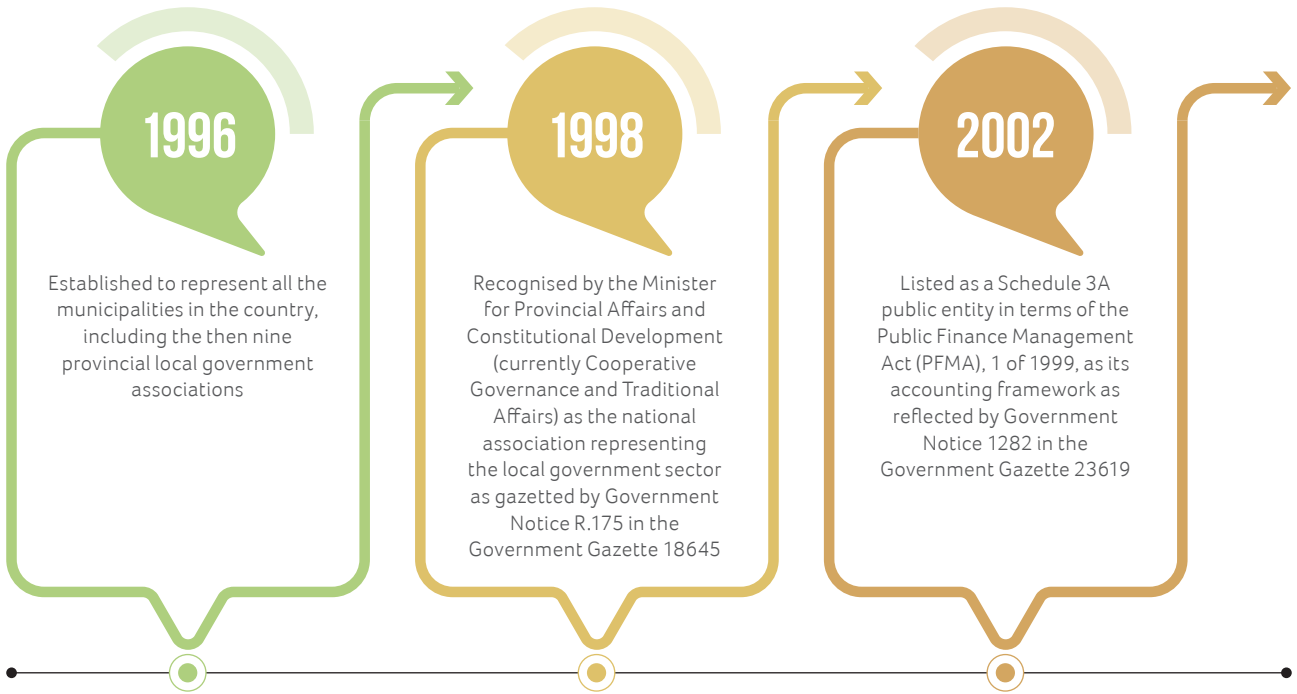 1996
Established to represent all the
municipalities in the country,
including the then nine
provincial local government
associations
1998
Recognised by the Minister
for Provincial Affairs and
Constitutional Development
(currently Cooperative
Governance and Traditional
Affairs) as the national
association representing
the local government sector
as gazetted by Government
Notice R.175 in the
Government Gazette 18645
2002
Listed as a Schedule 3A
public entity in terms of the
Public Finance Management
Act (PFMA), 1 of 1999, as its
accounting framework as
reflected by Government
Notice 1282 in the
Government Gazette 23619